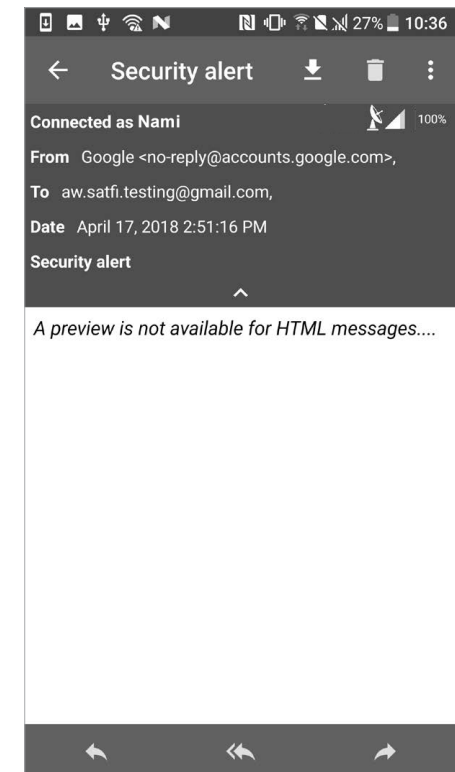 27% 10:36
Security alert
Connected as Nami 100%
From Google <no-reply@accounts.google.com>,
To aw.satfi.testing@gmail.com,
Date April 17, 2018 2:51:16 PM
Security alert
A preview is not available for HTML messages....